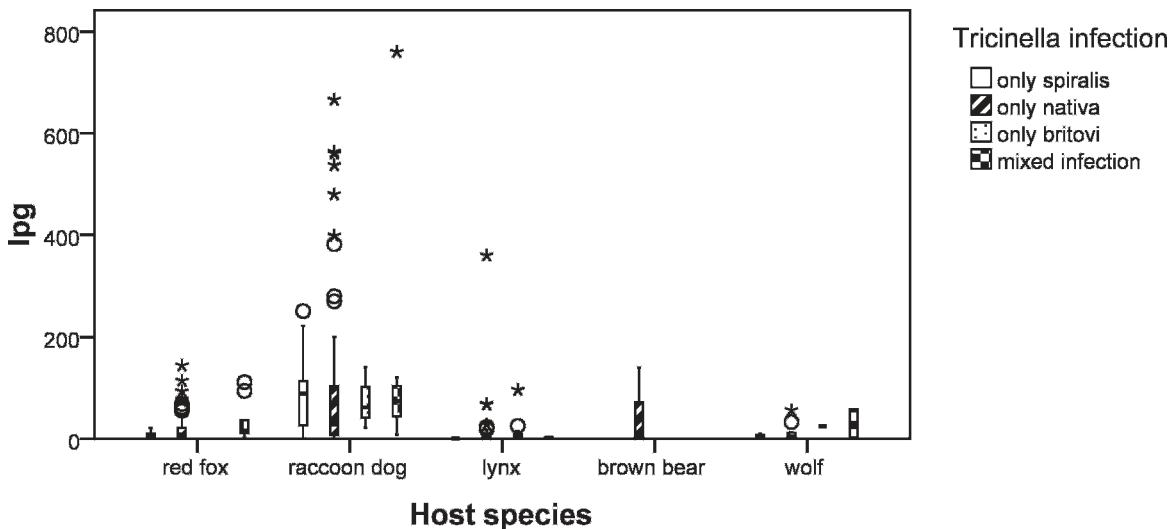 800
600
400
200
0
lpg
red fox
raccoon dog
lynx
brown bear
wolf
Host species
Tricinella infection
only spiralis
only nativa
only britovi
mixed infection